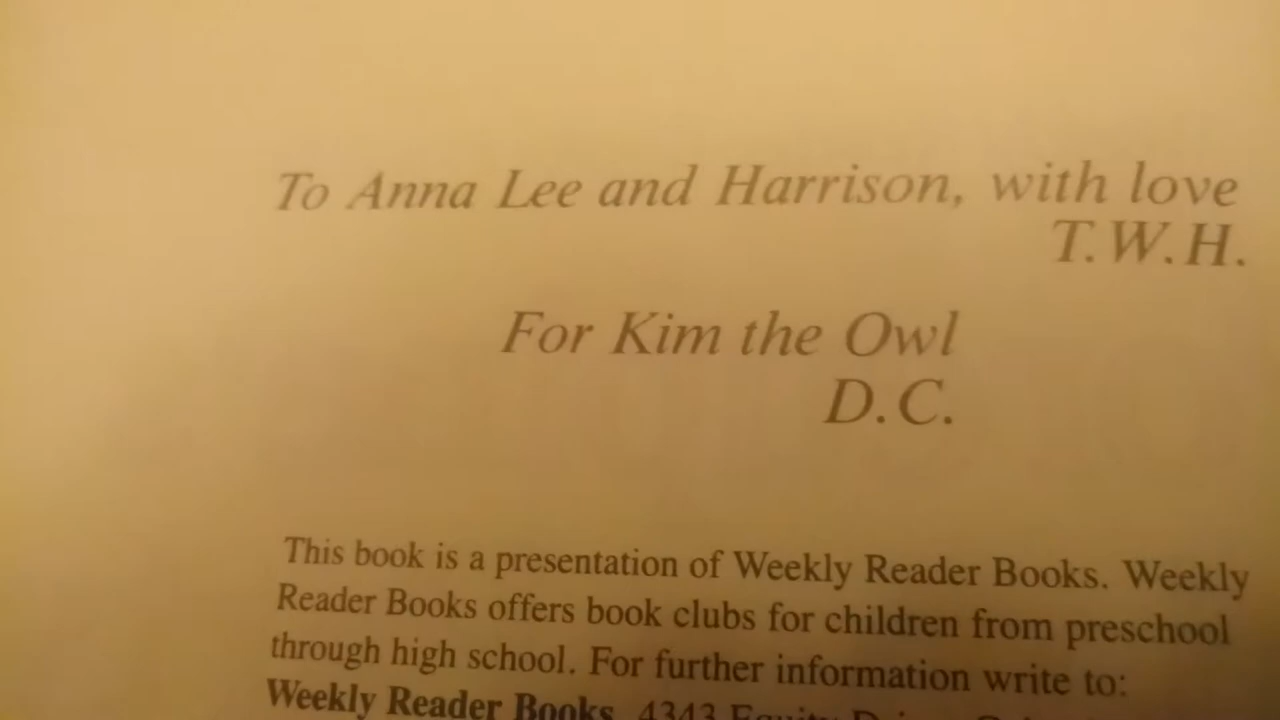 To Anna Lee and Harrison, with love
T.W.H.
For Kim the Owl
D.C.
This book is a presentation of Weekly Reader Books. Weekly
Reader Books offers book clubs for children from preschool
through high school. For further information write to:
Weekly Reader Books, 4343 Equity